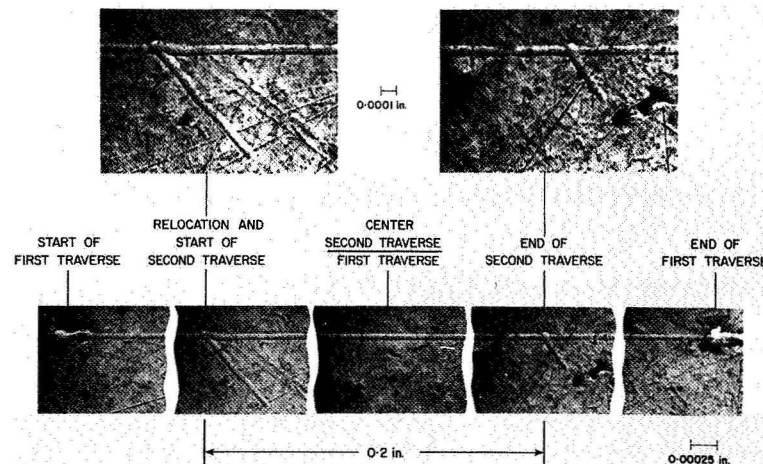 0·0001 in.
RELOCATION AND
START OF
SECOND TRAVERSE
START OF
FIRST TRAVERSE
CENTER
SECOND TRAVERSE
FIRST TRAVERSE
END OF
SECOND TRAVERSE
END OF
FIRST TRAVERSE
0·2 in.
0·00025 in.